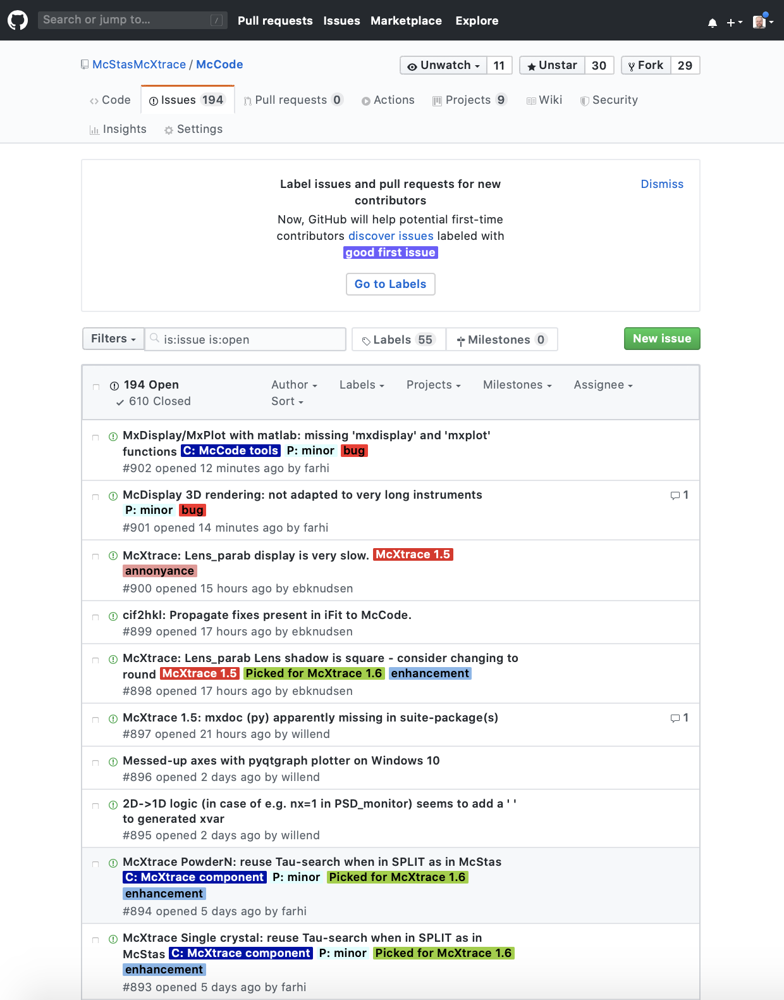 Search or jump to... /
Pull requests Issues Marketplace Explore
McStasMcXtrace / McCode
Unwatch 11 Unstar 30 Fork 29
Code Issues 194 Pull requests 0 Actions Projects 9 Wiki Security
Insights Settings
Label issues and pull requests for new
contributors
Dismiss
Now, GitHub will help potential first-time
contributors discover issues labeled with
good first issue
Go to Labels
Filters is:issue is:open Labels 55 Milestones 0 New issue
194 Open Author Labels Projects Milestones Assignee
610 Closed Sort
MxDisplay/MxPlot with matlab: missing 'mxdisplay' and 'mxplot'
functions C: McCode tools P: minor bug
#902 opened 12 minutes ago by farhi
McDisplay 3D rendering: not adapted to very long instruments 1
P: minor bug
#901 opened 14 minutes ago by farhi
McXtrace: Lens_parab display is very slow. McXtrace 1.5
annonyance
#900 opened 15 hours ago by ebknudsen
cif2hkl: Propagate fixes present in iFit to McCode.
#899 opened 17 hours ago by ebknudsen
McXtrace: Lens_parab Lens shadow is square - consider changing to
round McXtrace 1.5 Picked for McXtrace 1.6 enhancement
#898 opened 17 hours ago by ebknudsen
McXtrace 1.5: mxdoc (py) apparently missing in suite-package(s) 1
#897 opened 21 hours ago by willend
Messed-up axes with pyqtgraph plotter on Windows 10
#896 opened 2 days ago by willend
2D->1D logic (in case of e.g. nx=1 in PSD_monitor) seems to add a ' '
to generated xvar
#895 opened 2 days ago by willend
McXtrace PowderN: reuse Tau-search when in SPLIT as in McStas
C: McXtrace component P: minor Picked for McXtrace 1.6
enhancement
#894 opened 5 days ago by farhi
McXtrace Single crystal: reuse Tau-search when in SPLIT as in
McStas C: McXtrace component P: minor Picked for McXtrace 1.6
enhancement
#893 opened 5 days ago by farhi